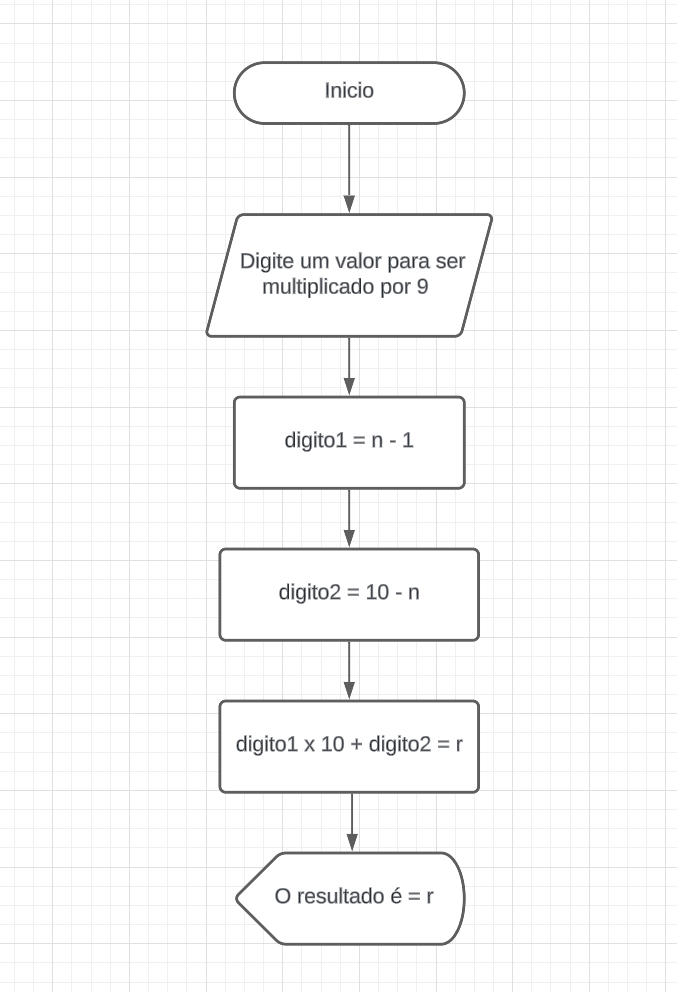 Inicio
Digite um valor para ser
multiplicado por 9
digito1 = n - 1
digito2 = 10 - n
digito1 x 10 + digito2 = r
O resultado é = r